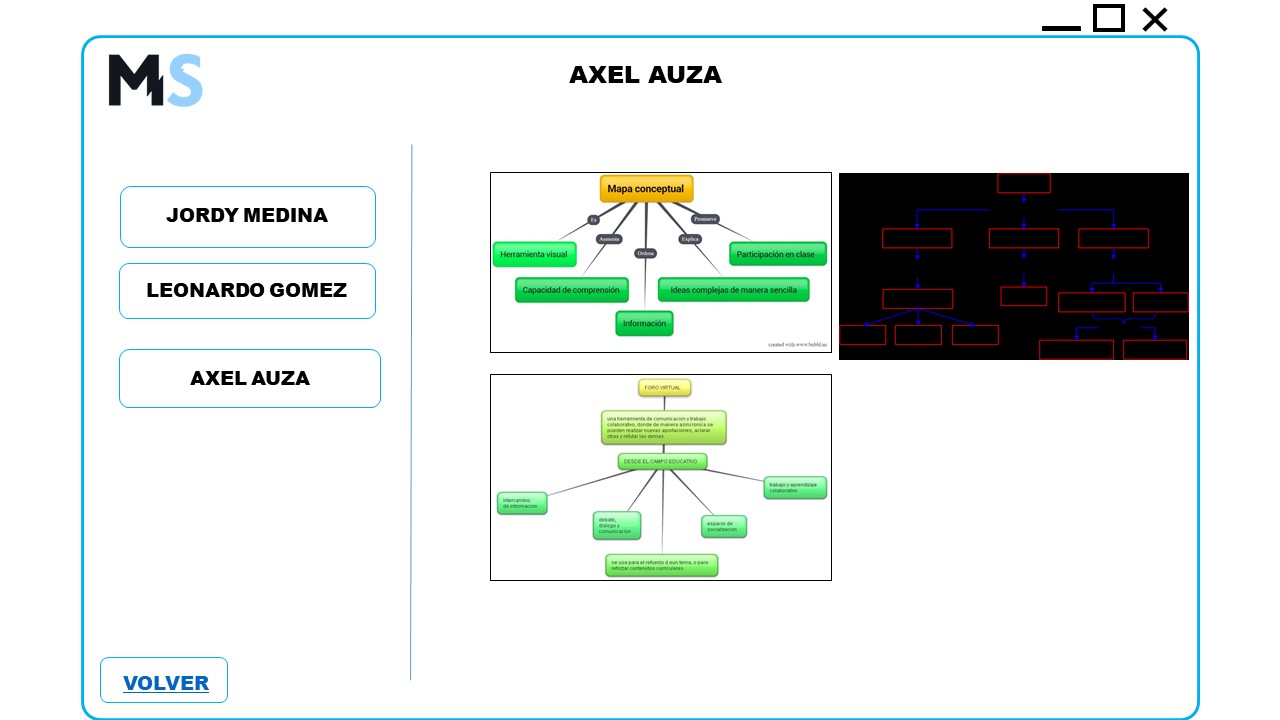 MS
AXEL AUZA
JORDY MEDINA
LEONARDO GOMEZ
AXEL AUZA
VOLVER
Mapa conceptual
Es
Promueve
Aumenta
Explica
Ordena
Herramienta visual
Participación en clase
Capacidad de comprensión
Ideas complejas de manera sencilla
Información
created with www.bubbl.us
FORO VIRTUAL
una herramienta de comunicacion y trabajo
colaborativo, donde de manera asincronica se
pueden realizar nuevas aportaciones, aclarar
otras y refutar las demas.
DESDE EL CAMPO EDUCATIVO
trabajo y aprendizaje
colaborativo
intercambio
de informacion
debate,
dialogo y
comunicacion
espacio de
socializacion
se usa para el refuerzo d eun tema, o para
reforzar contenidos curriculares